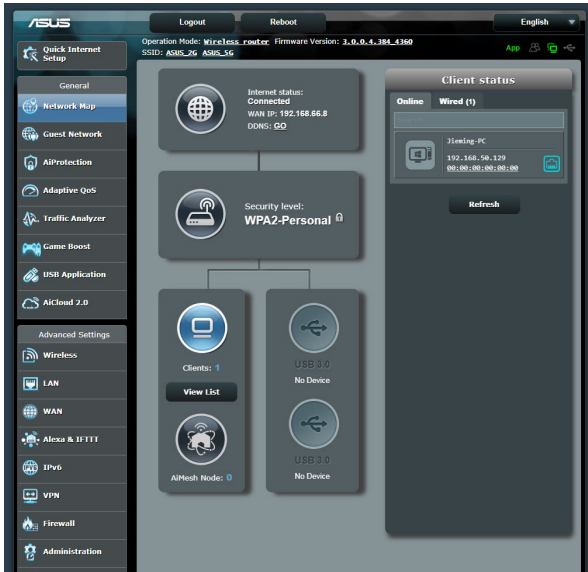 ASUS
Logout
Reboot
English
Quick Internet
Setup
Operation Mode: Wireless router Firmware Version: 3.0.0.4.384_4360
SSID: ASUS_2G ASUS_5G
App
General
Network Map
Guest Network
AiProtection
Adaptive QoS
Traffic Analyzer
Game Boost
USB Application
AiCloud 2.0
Advanced Settings
Wireless
LAN
WAN
Alexa & IFTTT
IPv6
VPN
Firewall
Administration
Internet status:
Connected
WAN IP: 192.168.66.8
DDNS: GO
Security level:
WPA2-Personal
Clients: 1
View List
AiMesh Node: 0
USB 3.0
No Device
USB 3.0
No Device
Client status
Online Wired (1)
Jieming-PC
192.168.50.129
00:00:00:00:00:00
Refresh